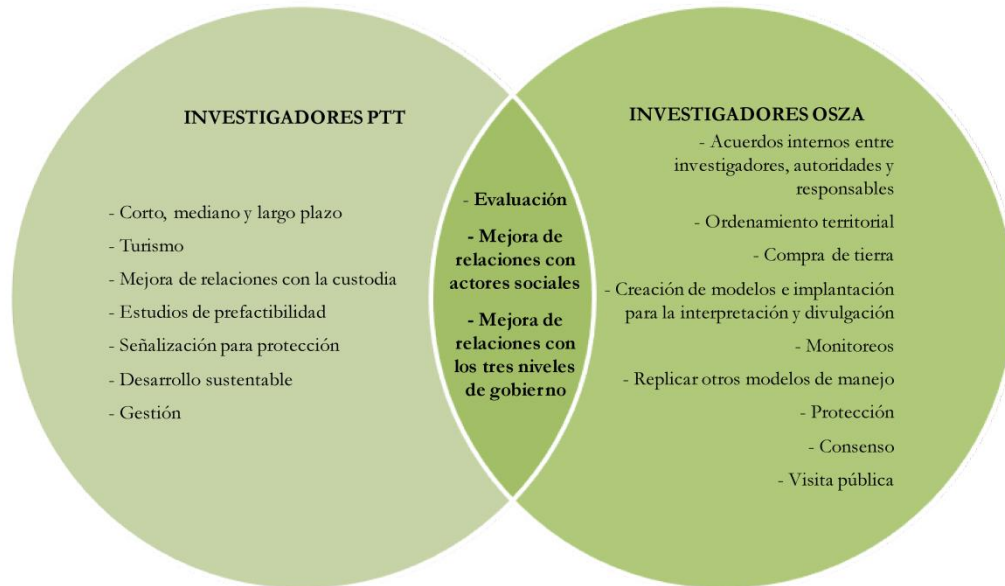 INVESTIGADORES PTT
- Corto, mediano y largo plazo
- Turismo
- Mejora de relaciones con la custodia
- Estudios de prefactibilidad
- Señalización para protección
- Desarrollo sustentable
- Gestión
- Evaluación
- Mejora de
relaciones con
actores sociales
- Mejora de
relaciones con
los tres niveles
de gobierno
INVESTIGADORES OSZA
- Acuerdos internos entre
investigadores, autoridades y
responsables
- Ordenamiento territorial
- Compra de tierra
- Creación de modelos e implantación
para la interpretación y divulgación
- Monitoreos
- Replicar otros modelos de manejo
- Protección
- Consenso
- Visita pública